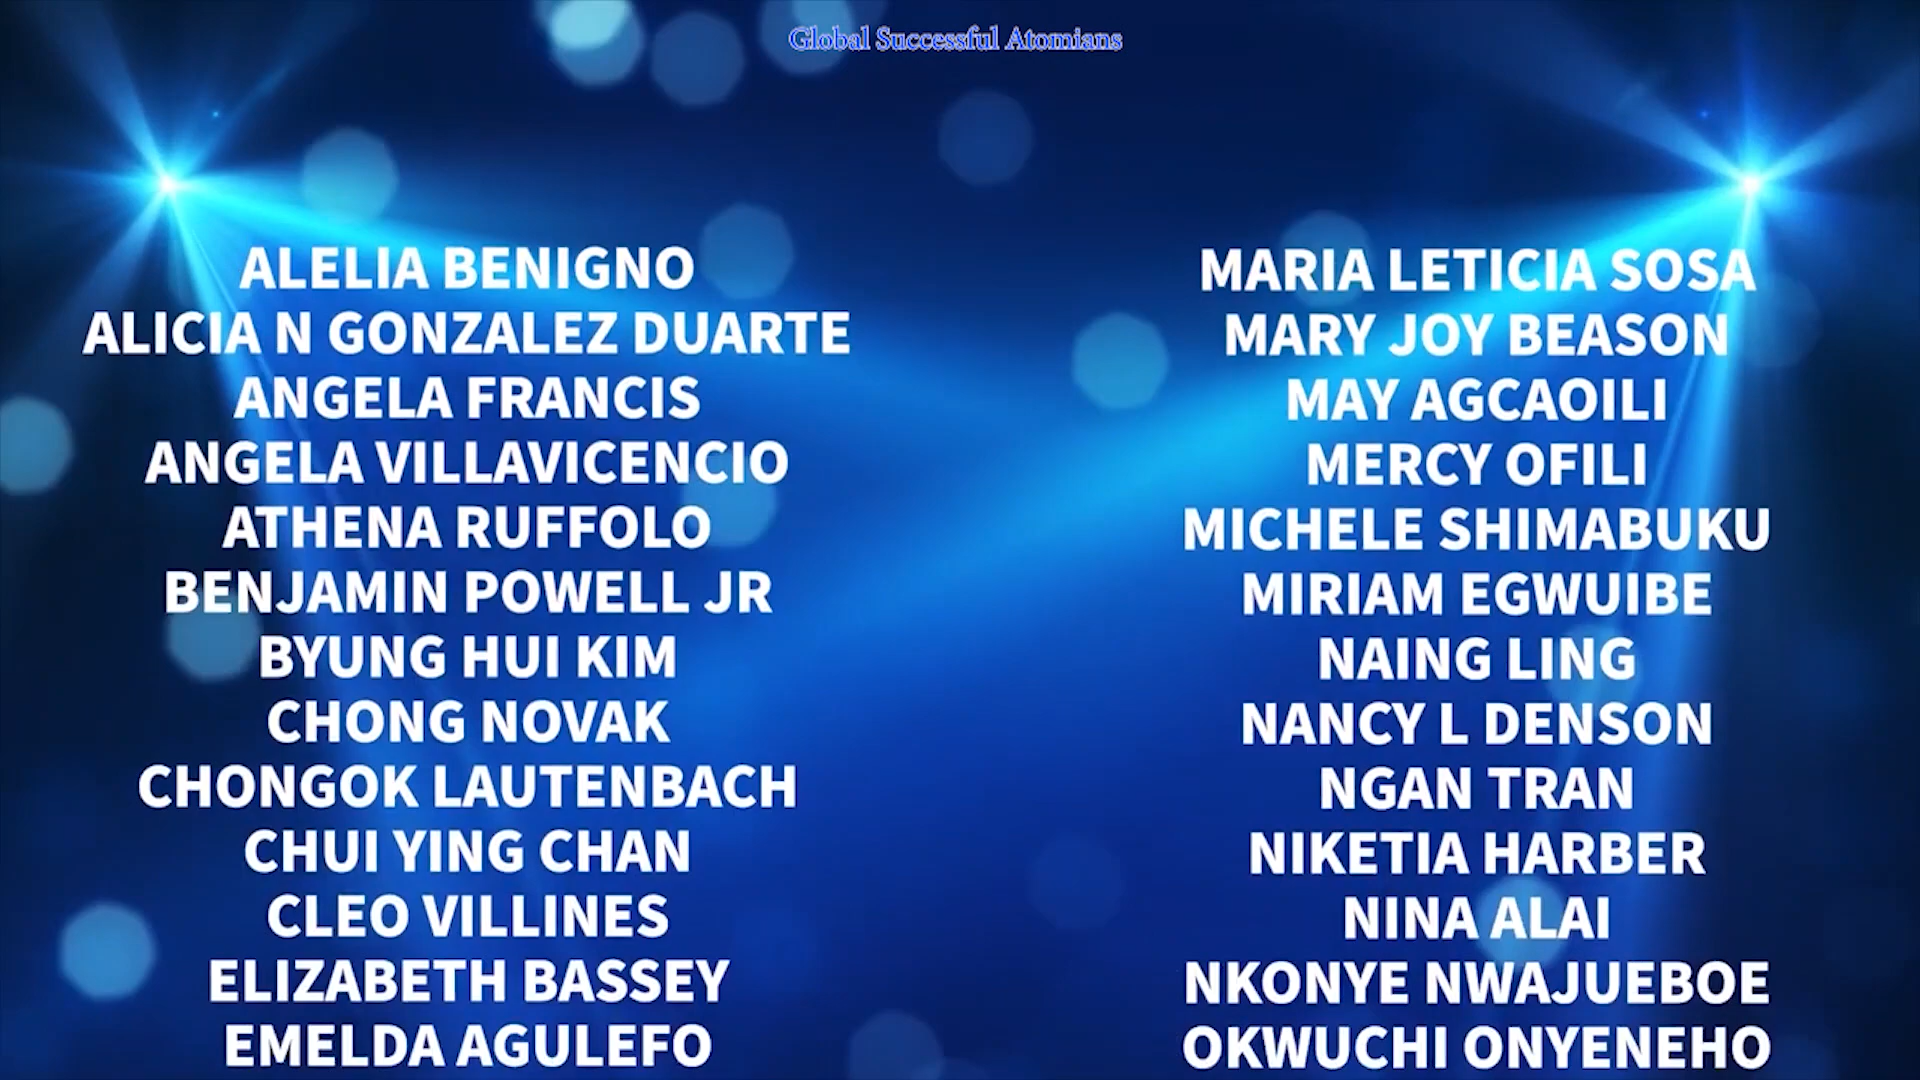 Global Successful Atomians
ALELIA BENIGNO
ALICIA N GONZALEZ DUARTE
ANGELA FRANCIS
ANGELA VILLAVICENCIO
ATHENA RUFFOLO
BENJAMIN POWELL JR
BYUNG HUI KIM
CHONG NOVAK
CHONGOK LAUTENBACH
CHUI YING CHAN
CLEO VILLINES
ELIZABETH BASSEY
EMELDA AGULEFO
MARIA LETICIA SOSA
MARY JOY BEASON
MAY AGCAOILI
MERCY OFILI
MICHELE SHIMABUKU
MIRIAM EGWUIBE
NAING LING
NANCY L DENSON
NGAN TRAN
NIKETIA HARBER
NINA ALAI
NKONYE NWAJUEBOE
OKWUCHI ONYENEHO